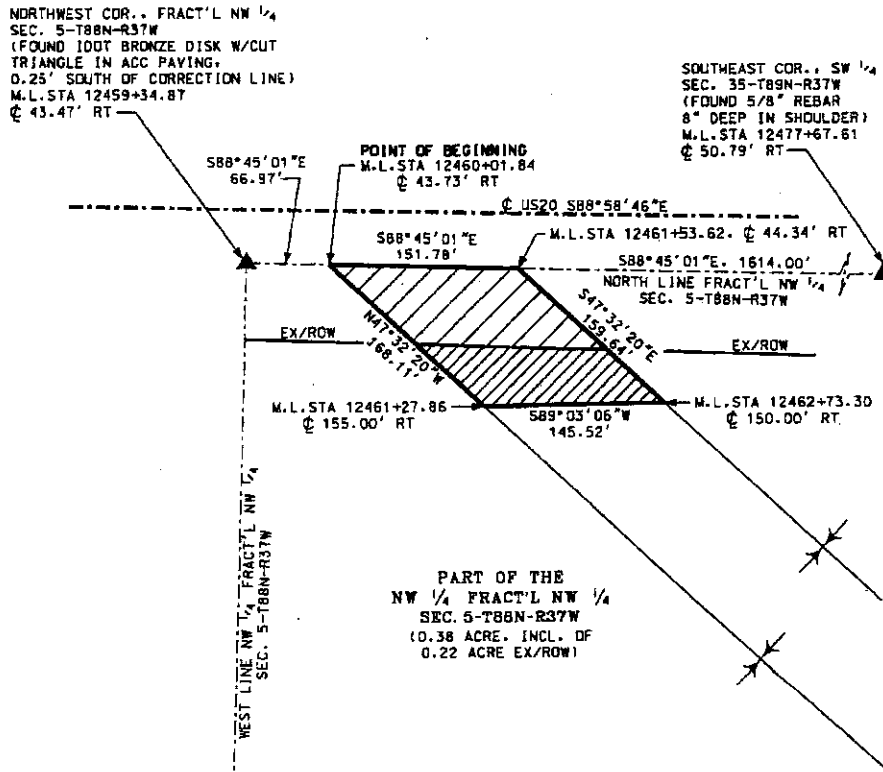 NORTHWEST COR., FRACT'L NW 1/4
SEC. 5-T88N-R37W
(FOUND IDOT BRONZE DISK W/CUT
TRIANGLE IN ACC PAVING,
0.25' SOUTH OF CORRECTION LINE)
M.L.STA 12459+34.87
℄ 43.47' RT
SOUTHEAST COR., SW 1/4
SEC. 35-T89N-R37W
(FOUND 5/8" REBAR
8" DEEP IN SHOULDER)
M.L.STA 12477+67.61
℄ 50.79' RT
S88°45'01"E
66.97'
POINT OF BEGINNING
M.L.STA 12460+01.84
℄ 43.73' RT
℄ US20 S88°58'46"E
S88°45'01"E
151.78'
M.L.STA 12461+53.62. ℄ 44.34' RT
S88°45'01"E. 1614.00'
NORTH LINE FRACT'L NW 1/4
SEC. 5-T88N-R37W
N47°32'20"W
168.11'
S47°32'20"E
159.64'
EX/ROW
EX/ROW
M.L.STA 12461+27.86
℄ 155.00' RT
S89°03'06"W
145.52'
M.L.STA 12462+73.30
℄ 150.00' RT
WEST LINE NW 1/4 FRACT'L NW 1/4
SEC. 5-T88N-R37W
PART OF THE
NW 1/4 FRACT'L NW 1/4
SEC. 5-T88N-R37W
(0.38 ACRE. INCL. OF
0.22 ACRE EX/ROW)